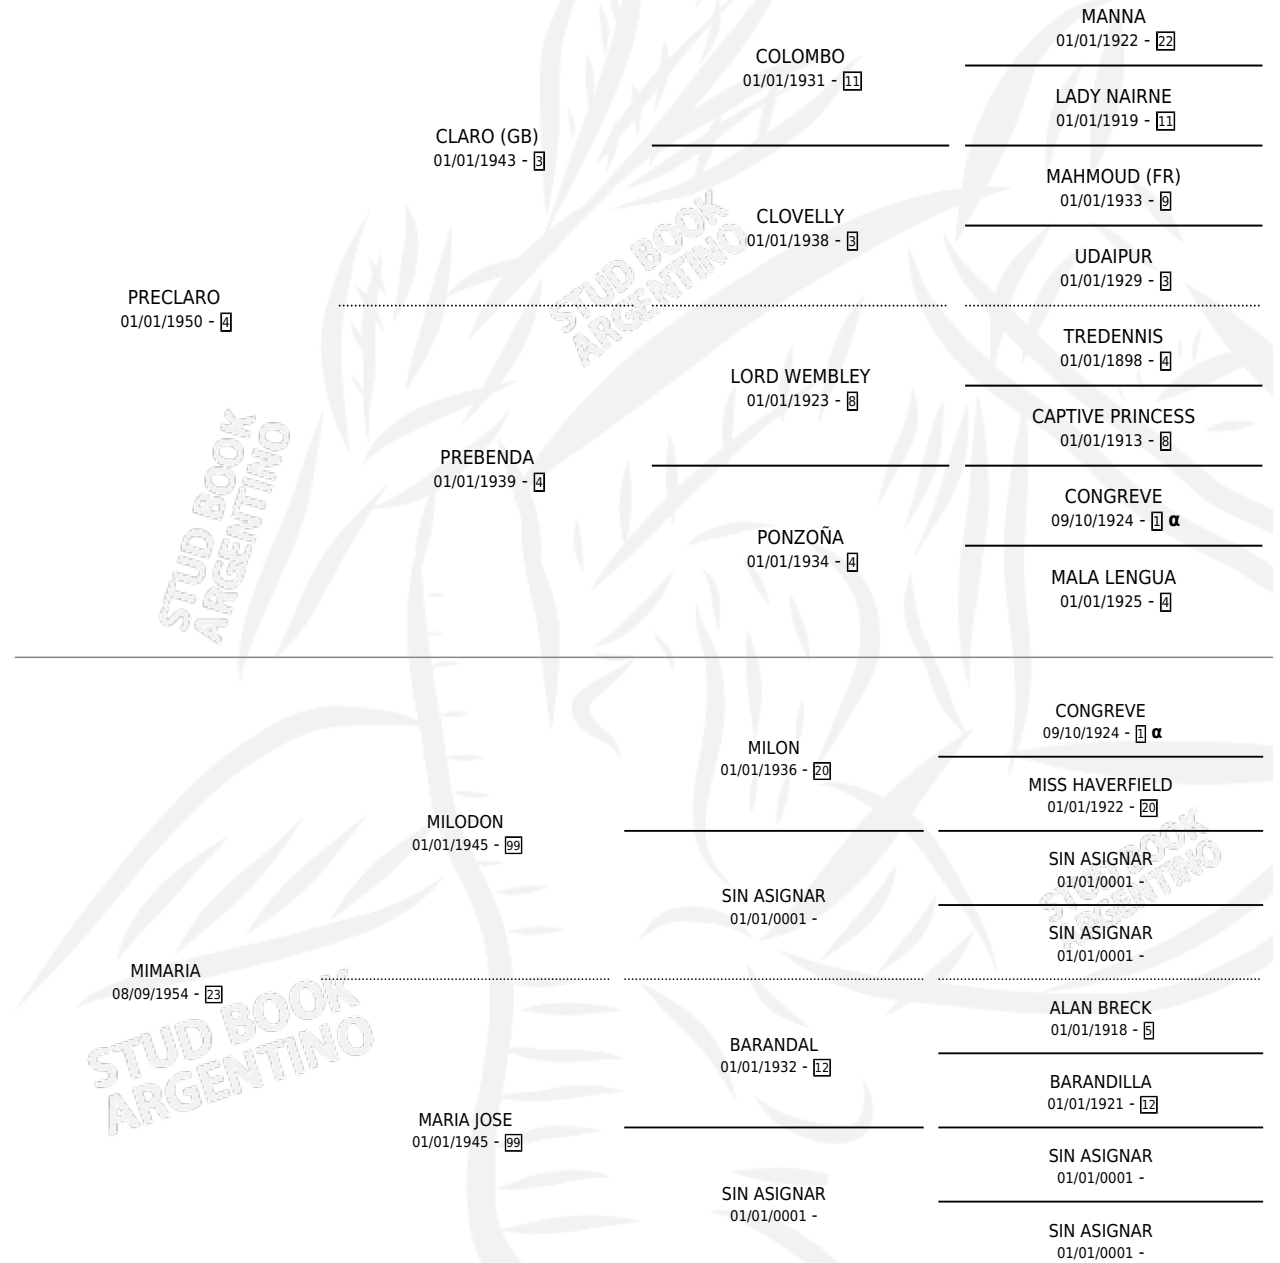 MANNA
01/01/1922 - 22
COLOMBO
01/01/1931 - 11
LADY NAIRNE
01/01/1919 - 11
CLARO (GB)
01/01/1943 - 3
MAHMOUD (FR)
01/01/1933 - 9
CLOVELLY
01/01/1938 - 3
UDAIPUR
01/01/1929 - 3
PRECLARO
01/01/1950 - 4
TREDENNIS
01/01/1898 - 4
LORD WEMBLEY
01/01/1923 - 8
CAPTIVE PRINCESS
01/01/1913 - 8
PREBENDA
01/01/1939 - 4
CONGREVE
09/10/1924 - 1 α
PONZOÑA
01/01/1934 - 4
MALA LENGUA
01/01/1925 - 4
CONGREVE
09/10/1924 - 1 α
MILON
01/01/1936 - 20
MISS HAVERFIELD
01/01/1922 - 20
MILODON
01/01/1945 - 99
SIN ASIGNAR
01/01/0001 -
SIN ASIGNAR
01/01/0001 -
SIN ASIGNAR
01/01/0001 -
MIMARIA
08/09/1954 - 23
ALAN BRECK
01/01/1918 - 5
BARANDAL
01/01/1932 - 12
BARANDILLA
01/01/1921 - 12
MARIA JOSE
01/01/1945 - 99
SIN ASIGNAR
01/01/0001 -
SIN ASIGNAR
01/01/0001 -
SIN ASIGNAR
01/01/0001 -
STUD BOOK
ARGENTINO
STUD BOOK
ARGENTINO
STUD BOOK
ARGENTINO
STUD BOOK
ARGENTINO